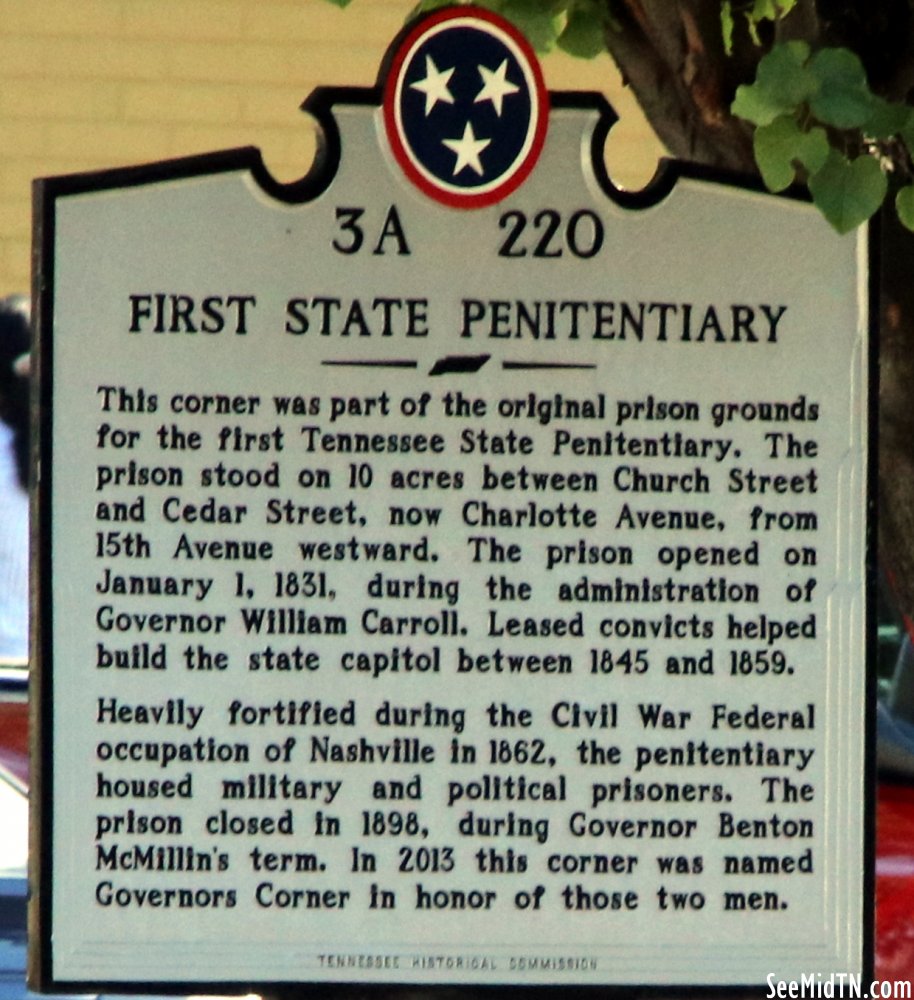 3A 220
FIRST STATE PENITENTIARY
This corner was part of the original prison grounds
for the first Tennessee State Penitentiary. The
prison stood on 10 acres between Church Street
and Cedar Street, now Charlotte Avenue, from
15th Avenue westward. The prison opened on
January 1, 1831, during the administration of
Governor William Carroll. Leased convicts helped
build the state capitol between 1845 and 1859.
Heavily fortified during the Civil War Federal
occupation of Nashville in 1862, the penitentiary
housed military and political prisoners. The
prison closed in 1898, during Governor Benton
McMillin's term. In 2013 this corner was named
Governors Corner in honor of those two men.
TENNESSEE HISTORICAL COMMISSION
SeeMidTN.com